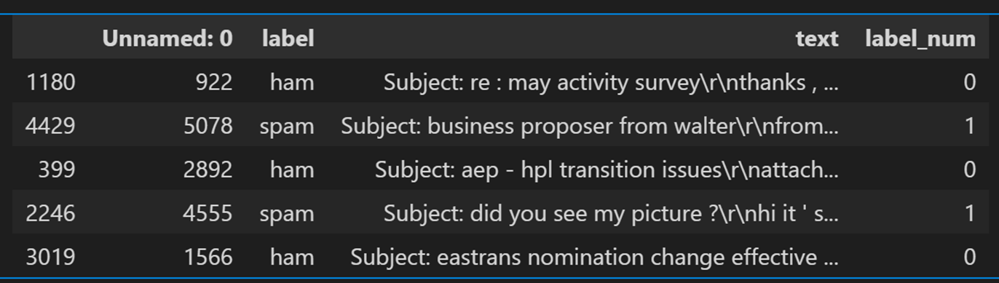 Unnamed: 0 label text label_num
1180 922 ham Subject: re : may activity survey\r\nthanks , ... 0
4429 5078 spam Subject: business proposer from walter\r\nfrom... 1
399 2892 ham Subject: aep - hpl transition issues\r\nattach... 0
2246 4555 spam Subject: did you see my picture ?\r\nhi it ' s... 1
3019 1566 ham Subject: eastrans nomination change effective ... 0